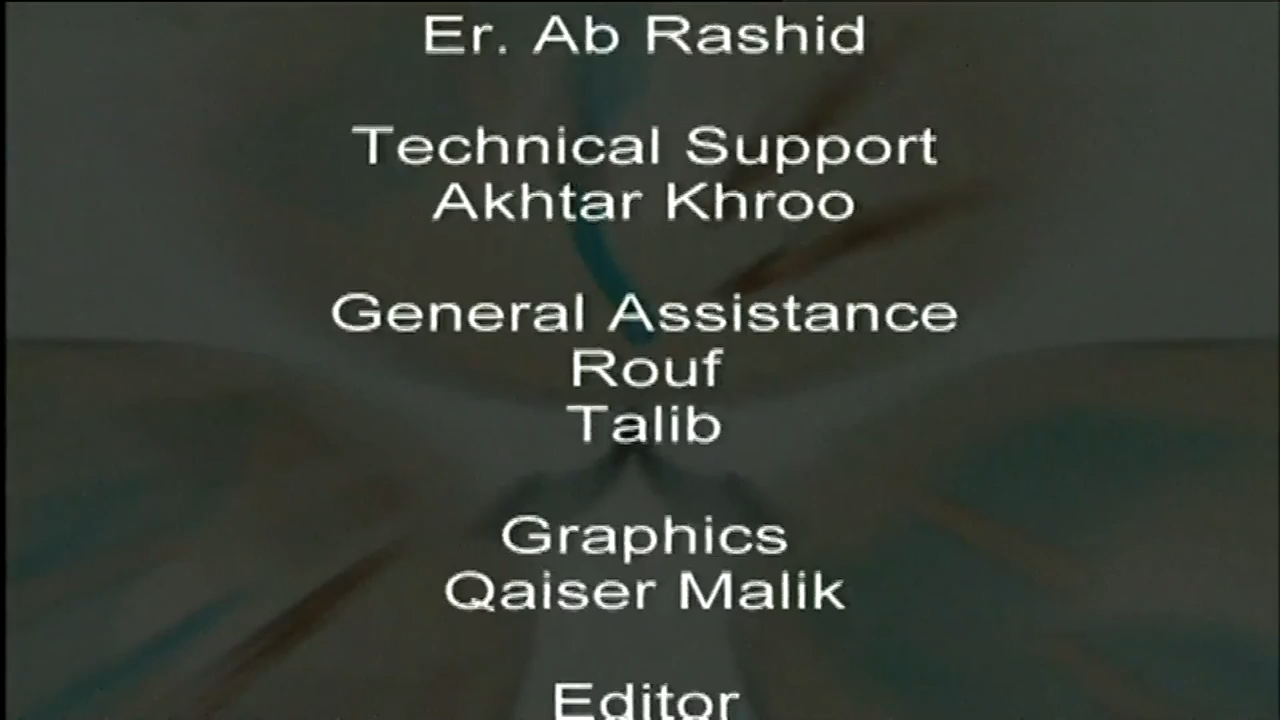 Er. Ab Rashid
Technical Support
Akhtar Khroo
General Assistance
Rouf
Talib
Graphics
Qaiser Malik
Editor